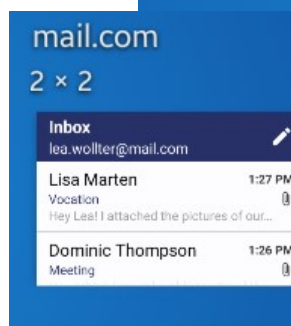 mail.com
2 × 2
Inbox
lea.wollter@mail.com
Lisa Marten 1:27 PM
Vocation
Hey Lea! I attached the pictures of our...
Dominic Thompson 1:26 PM
Meeting